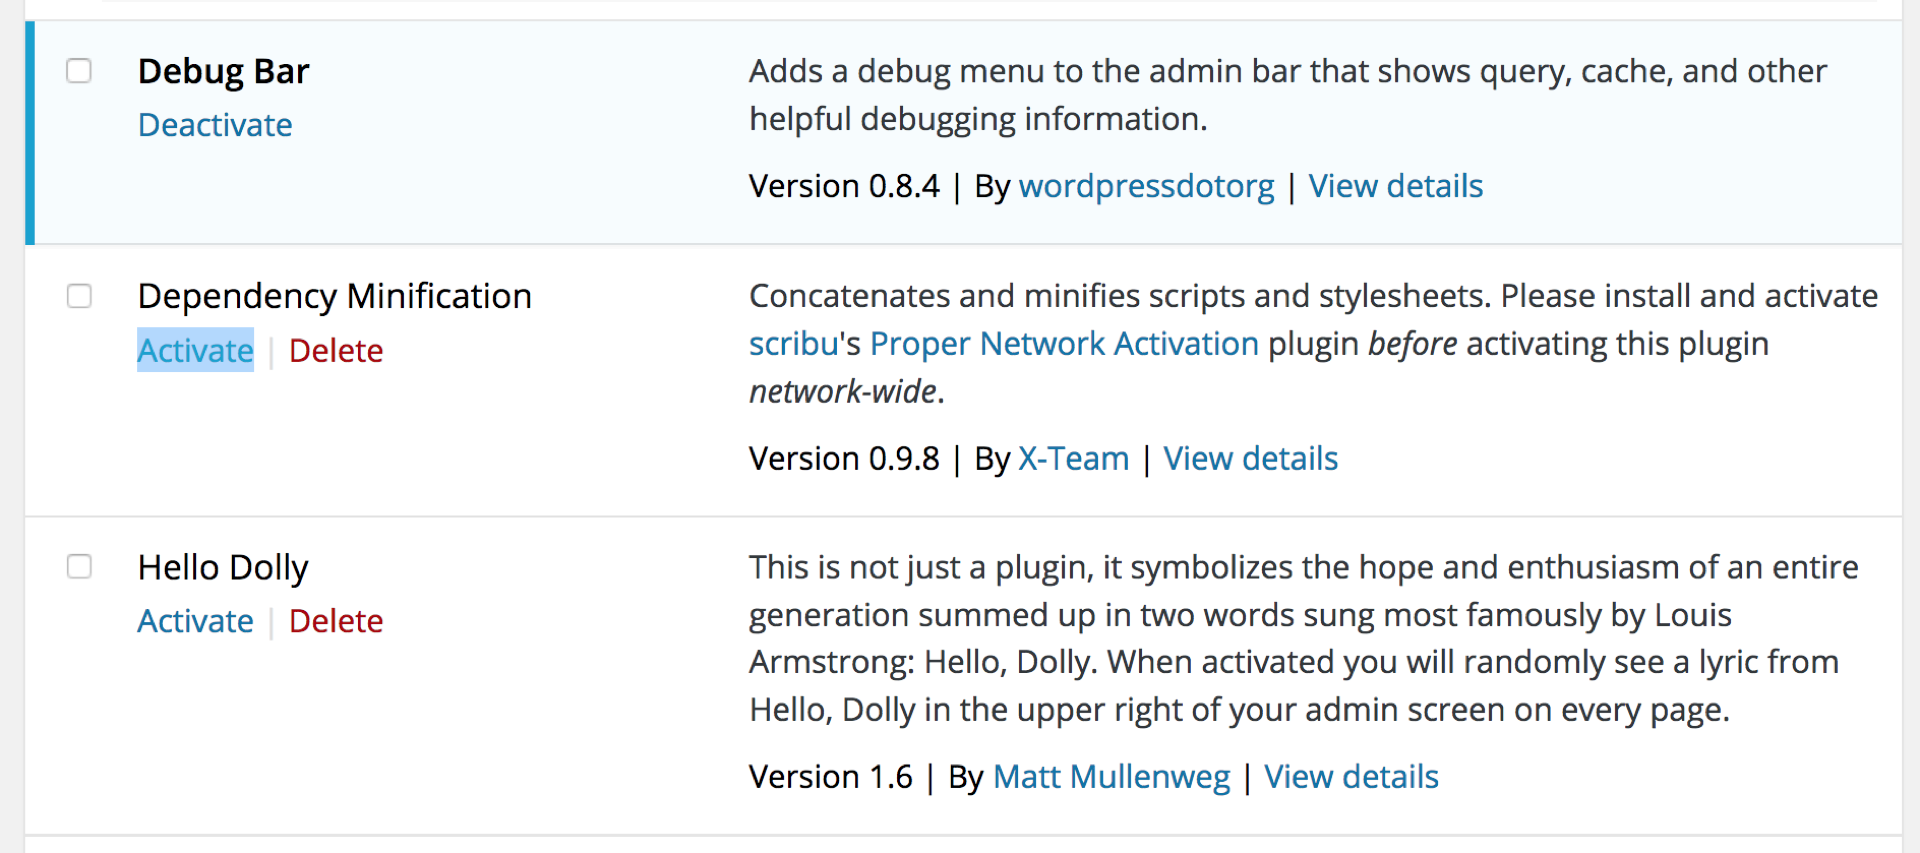 Debug Bar
Deactivate
Adds a debug menu to the admin bar that shows query, cache, and other
helpful debugging information.
Version 0.8.4 | By wordpressdotorg | View details
Dependency Minification
Activate | Delete
Concatenates and minifies scripts and stylesheets. Please install and activate
scribu's Proper Network Activation plugin before activating this plugin
network-wide.
Version 0.9.8 | By X-Team | View details
Hello Dolly
Activate | Delete
This is not just a plugin, it symbolizes the hope and enthusiasm of an entire
generation summed up in two words sung most famously by Louis
Armstrong: Hello, Dolly. When activated you will randomly see a lyric from
Hello, Dolly in the upper right of your admin screen on every page.
Version 1.6 | By Matt Mullenweg | View details